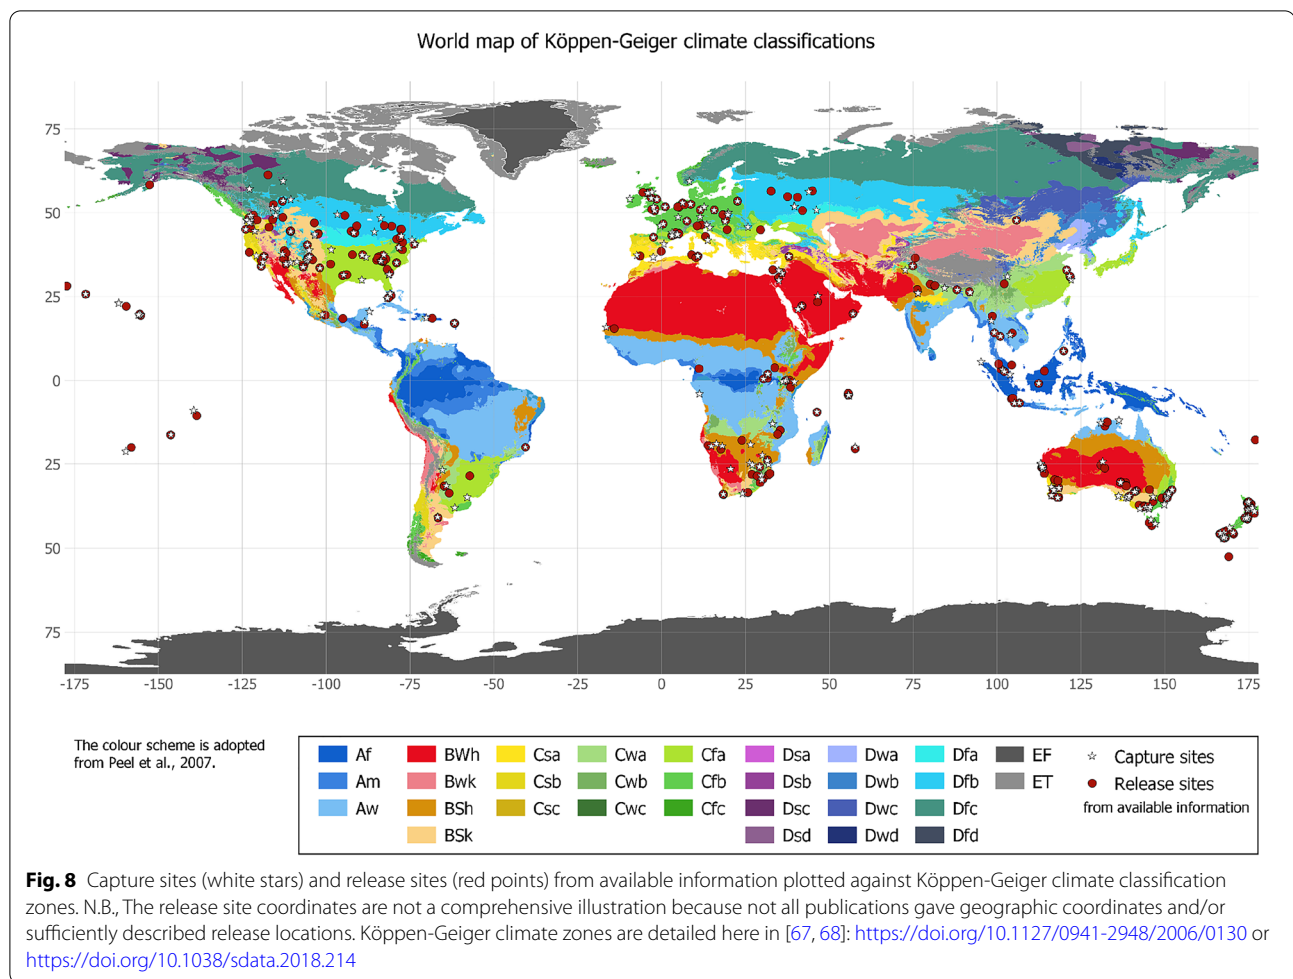 World map of Köppen-Geiger climate classifications
75
50
25
0
25
50
75
-175 -150 -125 -100 -75 -50 -25 0 25 50 75 100 125 150 175
The colour scheme is adopted
from Peel et al., 2007.
Af BWh Csa Cwa Cfa Dsa Dwa Dfa EF
Am Bwk Csb Cwb Cfb Dsb Dwb Dfb ET
Aw BSh Csc Cwc Cfc Dsc Dwc Dfc
BSk Dsd Dwd Dfd
Capture sites
Release sites
from available information
Fig. 8 Capture sites (white stars) and release sites (red points) from available information plotted against Köppen-Geiger climate classification
zones. N.B., The release site coordinates are not a comprehensive illustration because not all publications gave geographic coordinates and/or
sufficiently described release locations. Köppen-Geiger climate zones are detailed here in [67, 68]: https://doi.org/10.1127/0941-2948/2006/0130 or
https://doi.org/10.1038/sdata.2018.214